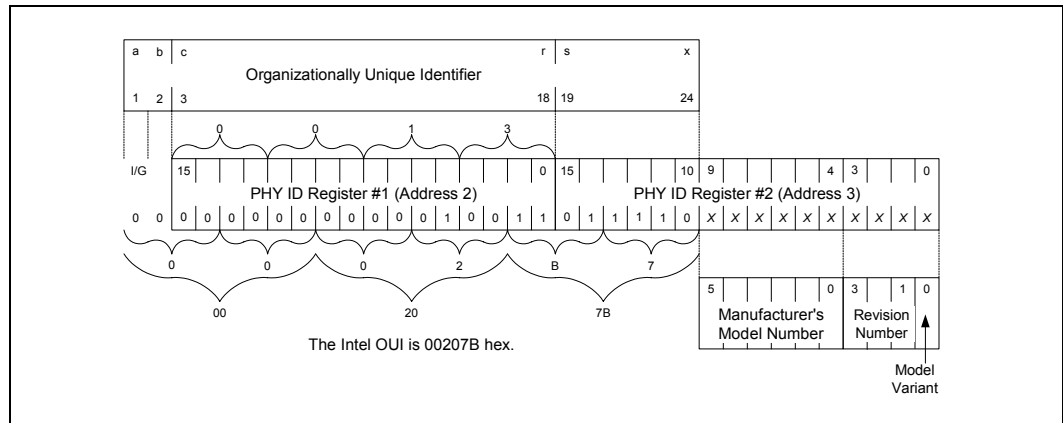 a b c r s x
Organizationally Unique Identifier
1 2 3 18 19 24
0 0 1 3
I/G 15 0 15 10 9 4 3 0
PHY ID Register #1 (Address 2) PHY ID Register #2 (Address 3)
0 0 0 0 0 0 0 0 0 0 0 0 0 0 0 1 0 0 1 1 0 1 1 1 1 0 X X X X X X X X X X
0 0 0 2 B 7
00 20 7B
5 0 3 1 0
Manufacturer's Model Number
Revision Number
The Intel OUI is 00207B hex.
Model
Variant